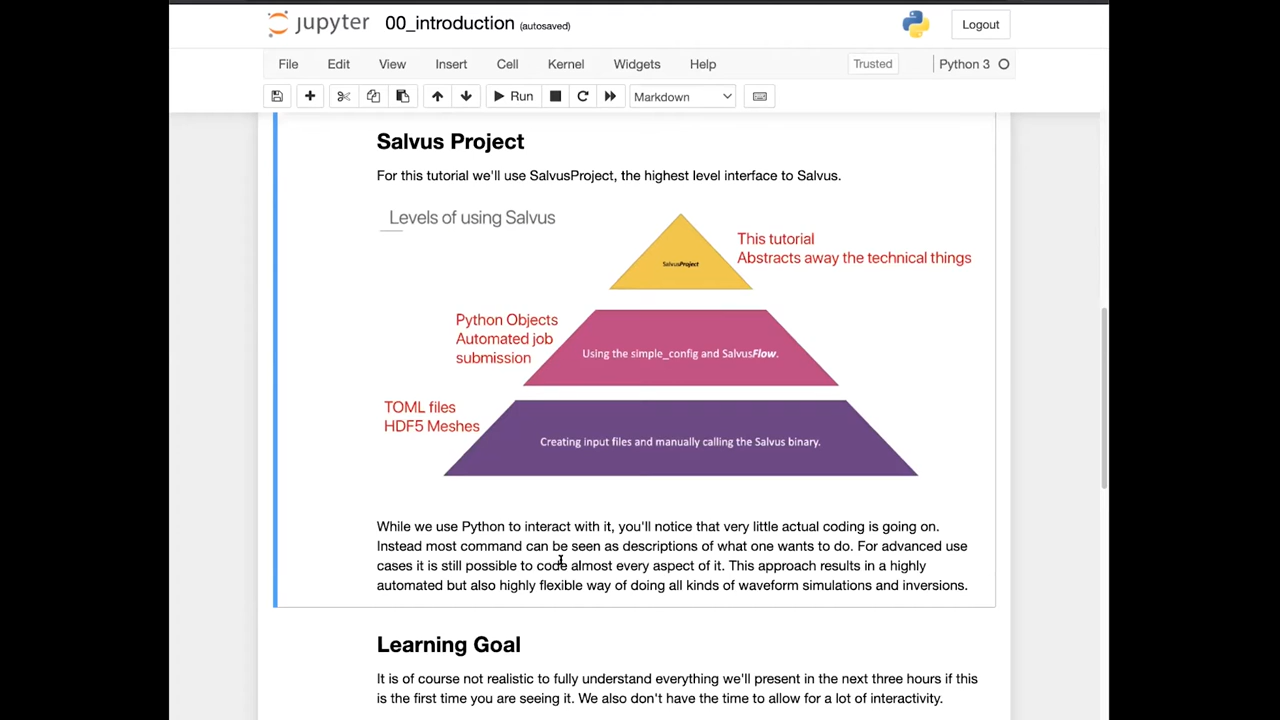 jupyter 00_introduction (autosaved) Logout
File Edit View Insert Cell Kernel Widgets Help Trusted Python 3
Run Markdown
Salvus Project
For this tutorial we'll use SalvusProject, the highest level interface to Salvus.
Levels of using Salvus
This tutorial
Abstracts away the technical things
SalvusProject
Python Objects
Automated job
submission
Using the simple_config and SalvusFlow.
TOML files
HDF5 Meshes
Creating input files and manually calling the Salvus binary.
While we use Python to interact with it, you'll notice that very little actual coding is going on.
Instead most command can be seen as descriptions of what one wants to do. For advanced use
cases it is still possible to code almost every aspect of it. This approach results in a highly
automated but also highly flexible way of doing all kinds of waveform simulations and inversions.
Learning Goal
It is of course not realistic to fully understand everything we'll present in the next three hours if this
is the first time you are seeing it. We also don't have the time to allow for a lot of interactivity.